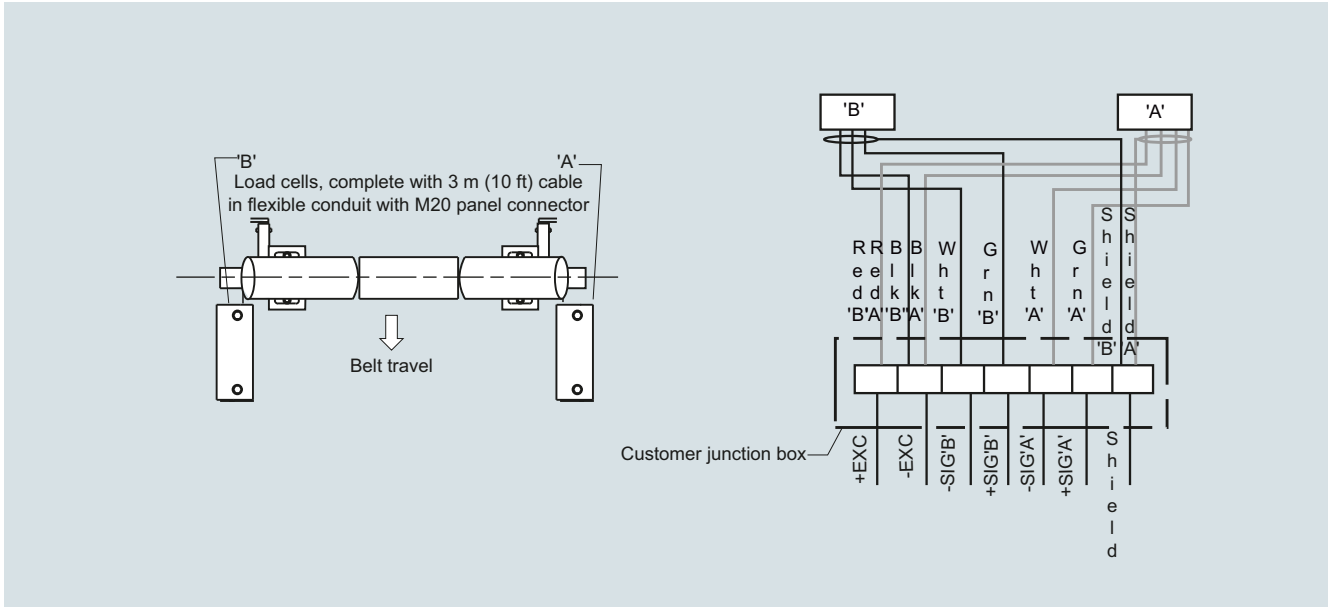 'B'
'A'
Load cells, complete with 3 m (10 ft) cable
in flexible conduit with M20 panel connector
Belt travel
'B'
'A'
Red'B'
Red'A'
Blk'B'
Blk'A'
Wht'B'
Grn'B'
Wht'A'
Grn'A'
Shield'B'
Shield'A'
Customer junction box
+EXC
-EXC
-SIG'B'
+SIG'B'
-SIG'A'
+SIG'A'
Shield